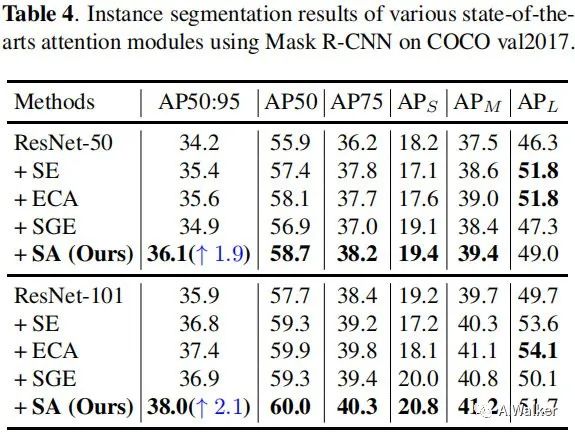 Table 4. Instance segmentation results of various state-of-the-
arts attention modules using Mask R-CNN on COCO val2017.
Methods AP50:95 AP50 AP75 APS APM APL
ResNet-50 34.2 55.9 36.2 18.2 37.5 46.3
+ SE 35.4 57.4 37.8 17.1 38.6 51.8
+ ECA 35.6 58.1 37.7 17.6 39.0 51.8
+ SGE 34.9 56.9 37.0 19.1 38.4 47.3
+ SA (Ours) 36.1(↑ 1.9) 58.7 38.2 19.4 39.4 49.0
ResNet-101 35.9 57.7 38.4 19.2 39.7 49.7
+ SE 36.8 59.3 39.2 17.2 40.3 53.6
+ ECA 37.4 59.9 39.8 18.1 41.1 54.1
+ SGE 36.9 59.3 39.4 20.0 40.8 50.1
+ SA (Ours) 38.0(↑ 2.1) 60.0 40.3 20.8 41.2
A.Walker